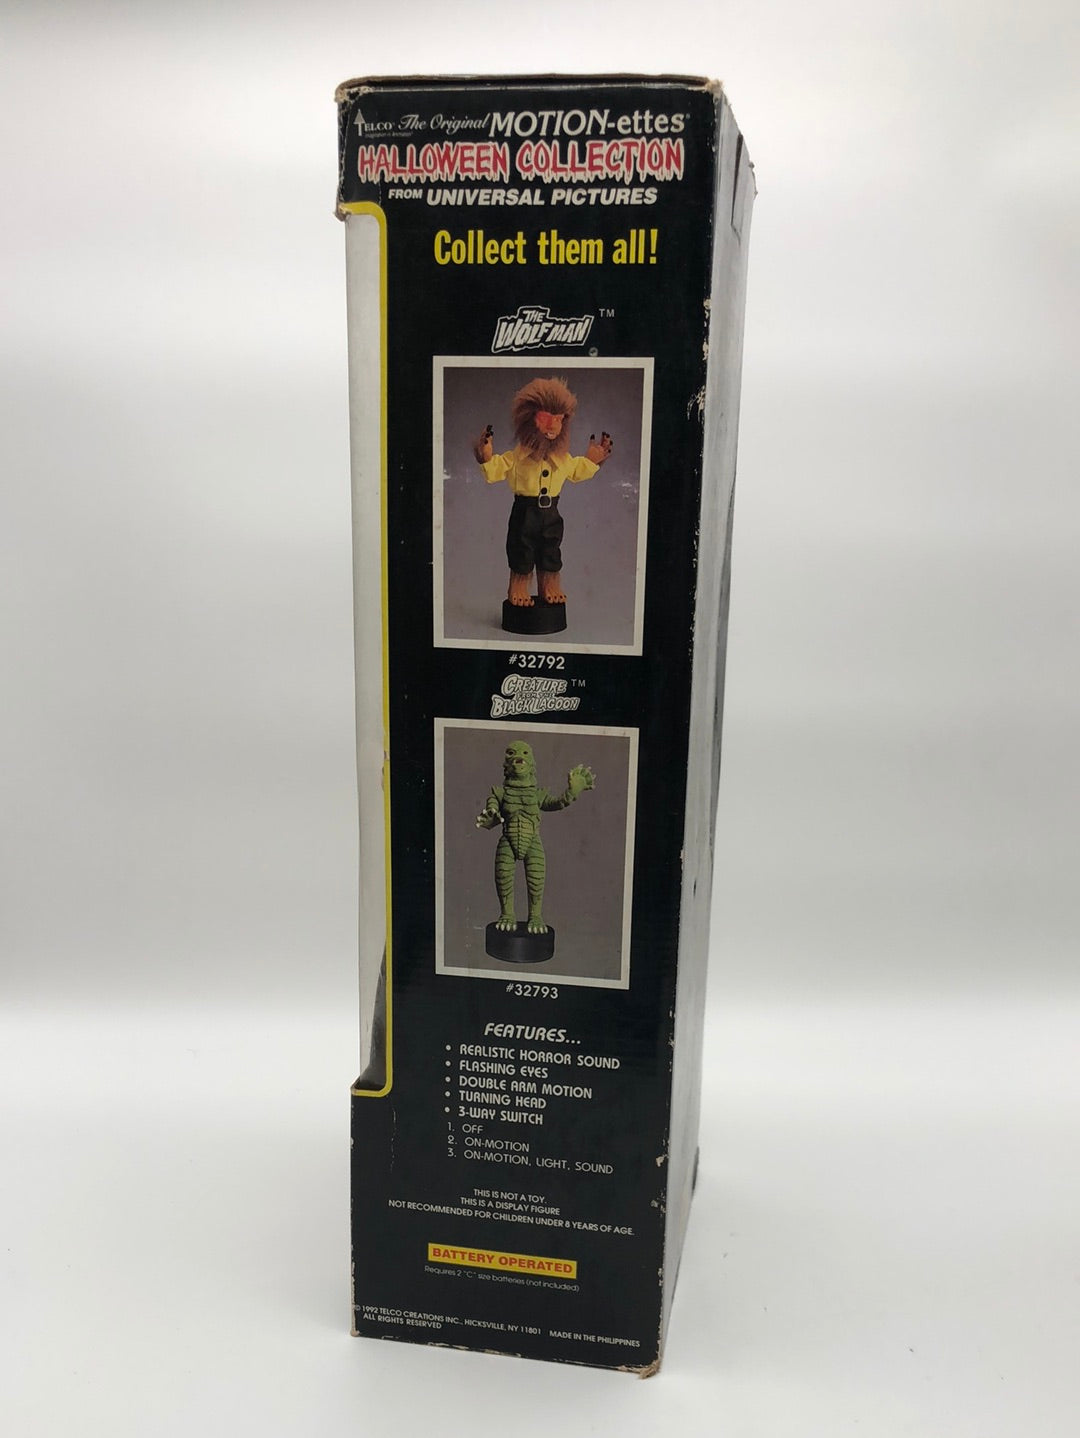 TELCO The Original MOTION-ettes
HALLOWEEN COLLECTION
FROM UNIVERSAL PICTURES
Collect them all!
THE WOLF MAN TM
#32792
CREATURE FROM THE BLACK LAGOON TM
#32793
FEATURES...
• REALISTIC HORROR SOUND
• FLASHING EYES
• DOUBLE ARM MOTION
• TURNING HEAD
• 3-WAY SWITCH
1. OFF
2. ON-MOTION
3. ON-MOTION, LIGHT, SOUND
THIS IS NOT A TOY.
THIS IS A DISPLAY FIGURE
NOT RECOMMENDED FOR CHILDREN UNDER 8 YEARS OF AGE.
BATTERY OPERATED
Requires 2 "C" size batteries (not included)
© 1992 TELCO CREATIONS INC., HICKSVILLE, NY 11801 MADE IN THE PHILIPPINES
ALL RIGHTS RESERVED